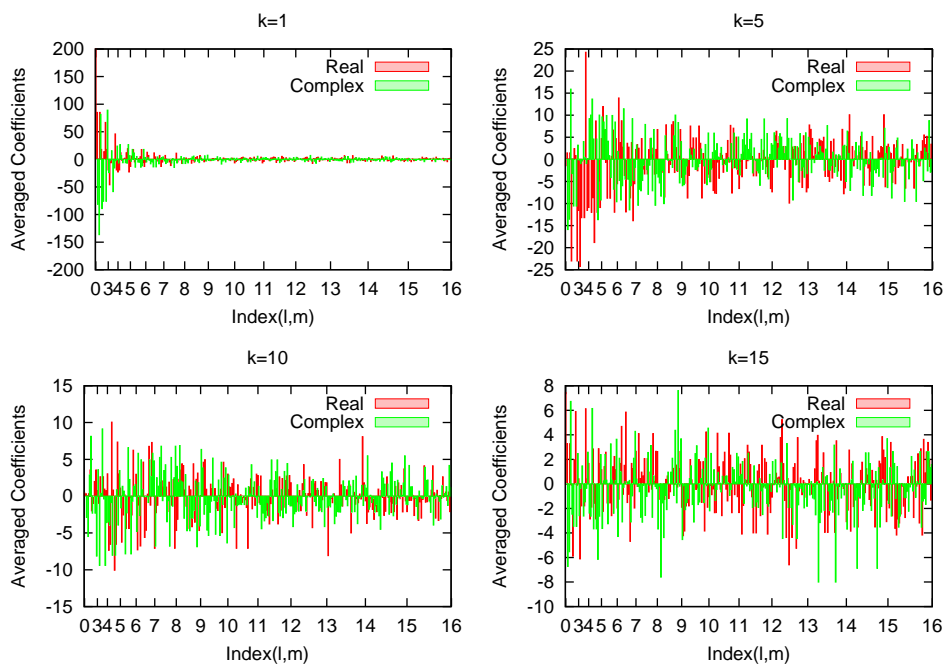 k=1
200
150
100
50
0
-50
-100
-150
-200
Averaged Coefficients
Real
Complex
0 3 4 5 6 7 8 9 10 11 12 13 14 15 16
Index(l,m)
k=5
25
20
15
10
5
0
-5
-10
-15
-20
-25
Averaged Coefficients
Real
Complex
0 3 4 5 6 7 8 9 10 11 12 13 14 15 16
Index(l,m)
k=10
15
10
5
0
-5
-10
-15
Averaged Coefficients
Real
Complex
0 3 4 5 6 7 8 9 10 11 12 13 14 15 16
Index(l,m)
k=15
8
6
4
2
0
-2
-4
-6
-8
-10
Averaged Coefficients
Real
Complex
0 3 4 5 6 7 8 9 10 11 12 13 14 15 16
Index(l,m)